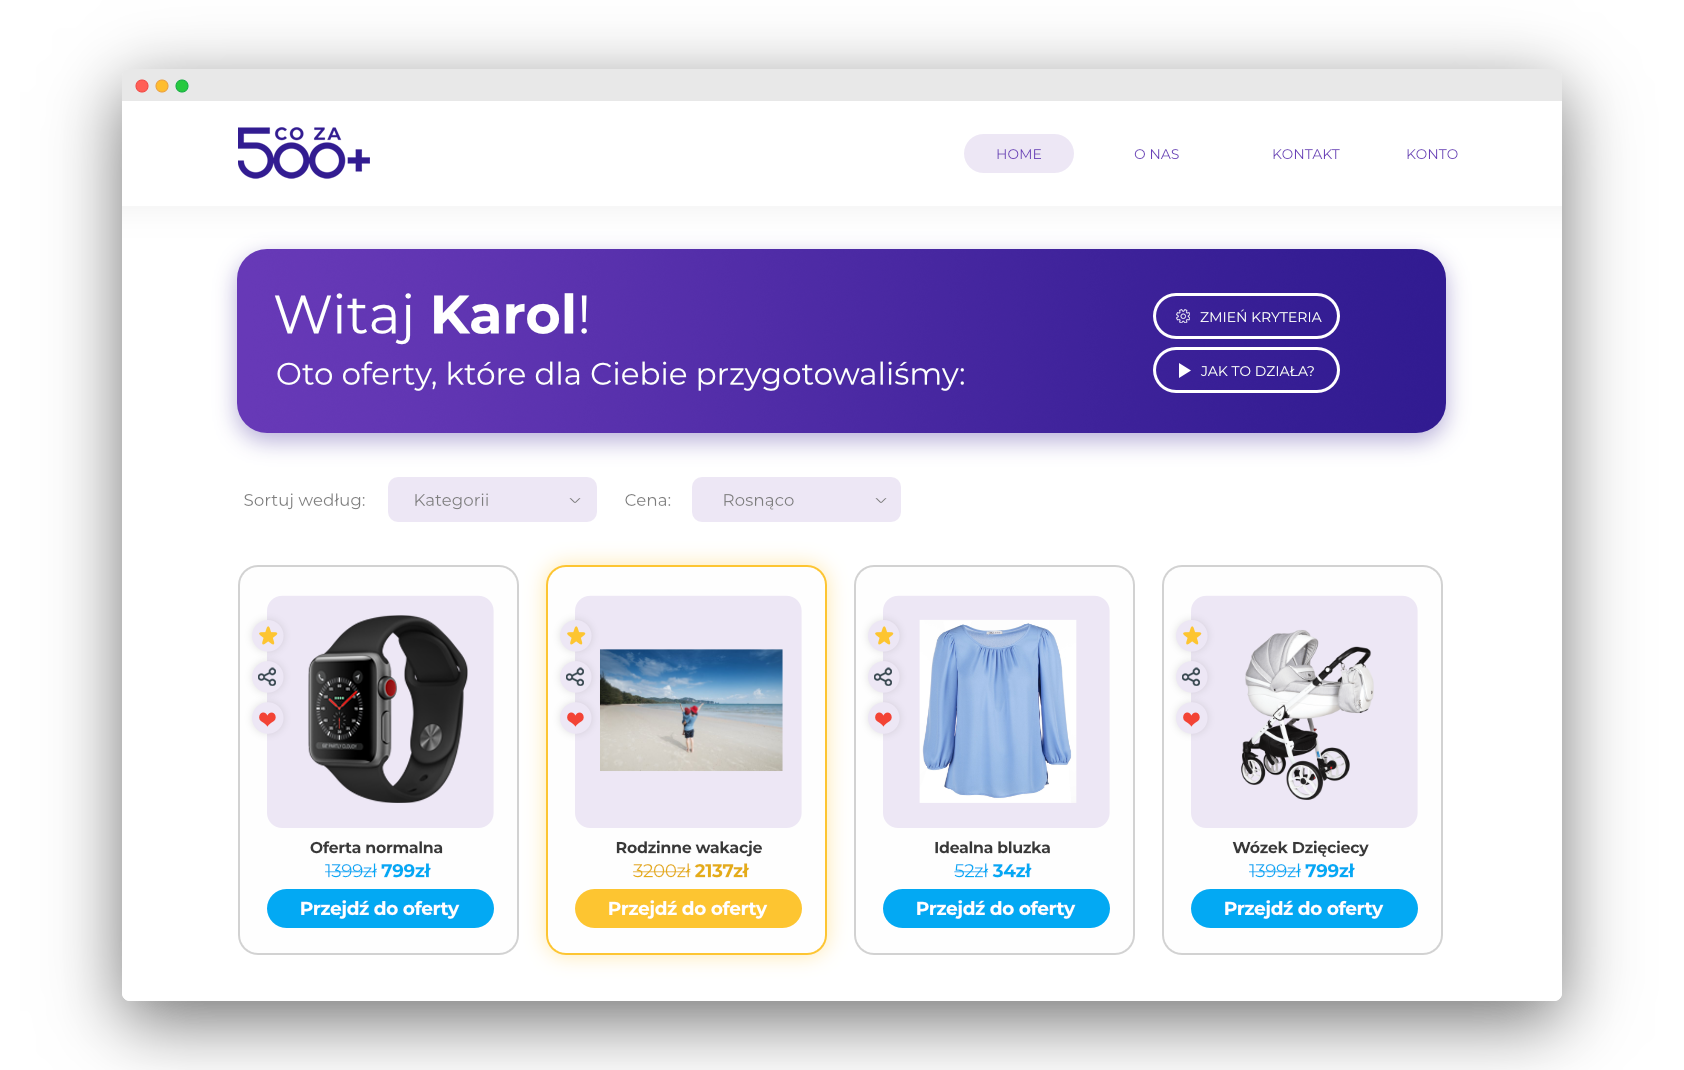 CO ZA
500+
HOME
O NAS
KONTAKT
KONTO
Witaj Karol!
Oto oferty, które dla Ciebie przygotowaliśmy:
ZMIEŃ KRYTERIA
JAK TO DZIAŁA?
Sortuj według:
Kategorii
Cena:
Rosnąco
Oferta normalna
1399zł 799zł
Przejdź do oferty
Rodzinne wakacje
3200zł 2137zł
Przejdź do oferty
Idealna bluzka
52zł 34zł
Przejdź do oferty
Wózek Dzięciecy
1399zł 799zł
Przejdź do oferty